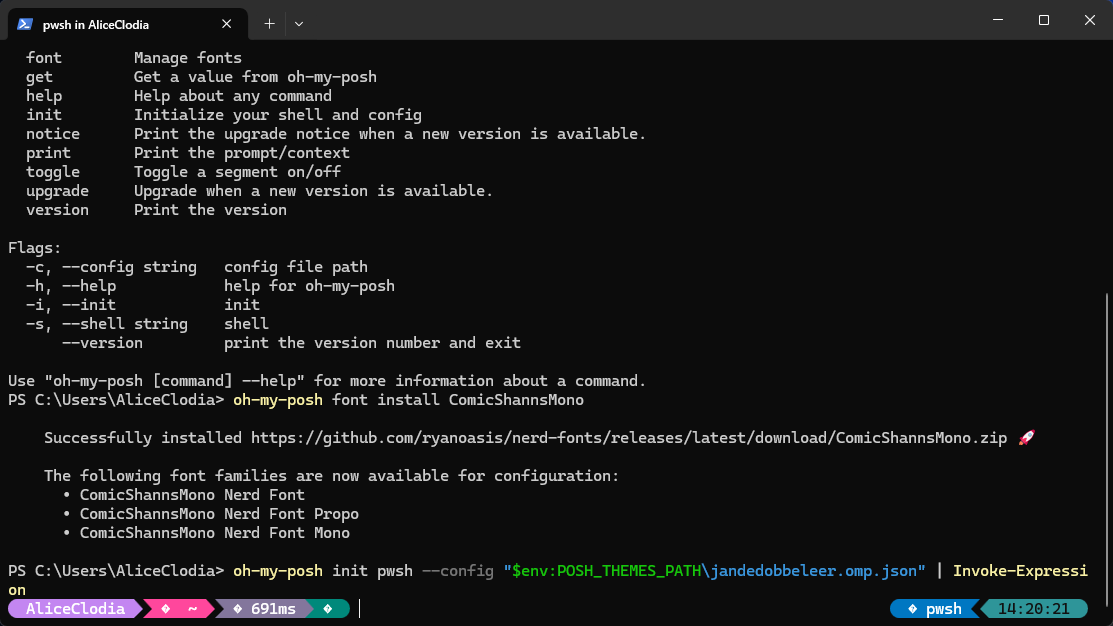 pwsh in AliceClodia
font Manage fonts
get Get a value from oh-my-posh
help Help about any command
init Initialize your shell and config
notice Print the upgrade notice when a new version is available.
print Print the prompt/context
toggle Toggle a segment on/off
upgrade Upgrade when a new version is available.
version Print the version
Flags:
-c, --config string config file path
-h, --help help for oh-my-posh
-i, --init init
-s, --shell string shell
--version print the version number and exit
Use "oh-my-posh [command] --help" for more information about a command.
PS C:\Users\AliceClodia> oh-my-posh font install ComicShannsMono
Successfully installed https://github.com/ryanoasis/nerd-fonts/releases/latest/download/ComicShannsMono.zip 🚀
The following font families are now available for configuration:
• ComicShannsMono Nerd Font
• ComicShannsMono Nerd Font Propo
• ComicShannsMono Nerd Font Mono
PS C:\Users\AliceClodia> oh-my-posh init pwsh --config "$env:POSH_THEMES_PATH\jandedobbeleer.omp.json" | Invoke-Expressi
on
AliceClodia � ~ � 691ms � � pwsh 14:20:21